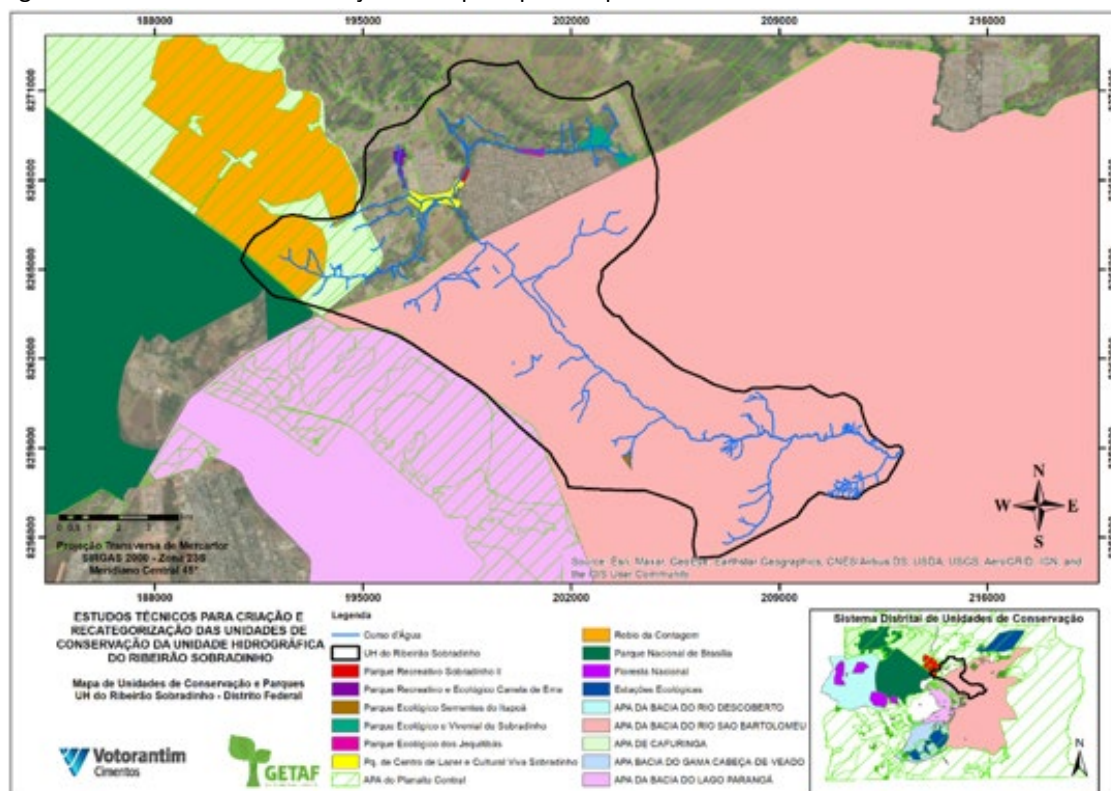 188000 195000 202000 209000 216000
8271000
8268000
8265000
8262000
8259000
8256000
N
W E
S
Projeção Transversa de Mercartor
SIRGAS 2000 - Zona 23S
Meridiano Central 45°
Source: Esri, Maxar, GeoEye, Earthstar Geographics, CNES/Airbus DS, USDA, USGS, AeroGRID, IGN, and
the GIS User Community
188000 195000 202000 209000 216000
ESTUDOS TÉCNICOS PARA CRIAÇÃO E
RECATEGORIZAÇÃO DAS UNIDADES DE
CONSERVAÇÃO DA UNIDADE HIDROGRÁFICA
DO RIBEIRÃO SOBRADINHO
Mapa de Unidades de Conservação e Parques
UH do Ribeirão Sobradinho - Distrito Federal
Votorantim
Cimentos
GETAF
Legenda
Curso d'Água
UH do Ribeirão Sobradinho
Parque Recreativo Sobradinho II
Parque Recreativo e Ecológico Canela de Ema
Parque Ecológico Sementes do Itapoã
Parque Ecológico e Vivencial de Sobradinho
Parque Ecológico dos Jequitibás
Pq. de Centro de Lazer e Cultural Viva Sobradinho
APA do Planalto Central
Rebio da Contagem
Parque Nacional de Brasília
Floresta Nacional
Estações Ecológicas
APA DA BACIA DO RIO DESCOBERTO
APA DA BACIA DO RIO SAO BARTOLOMEU
APA DE CAFURINGA
APA BACIA DO GAMA CABEÇA DE VEADO
APA DA BACIA DO LAGO PARANOÁ
Sistema Distrital de Unidades de Conservação
N